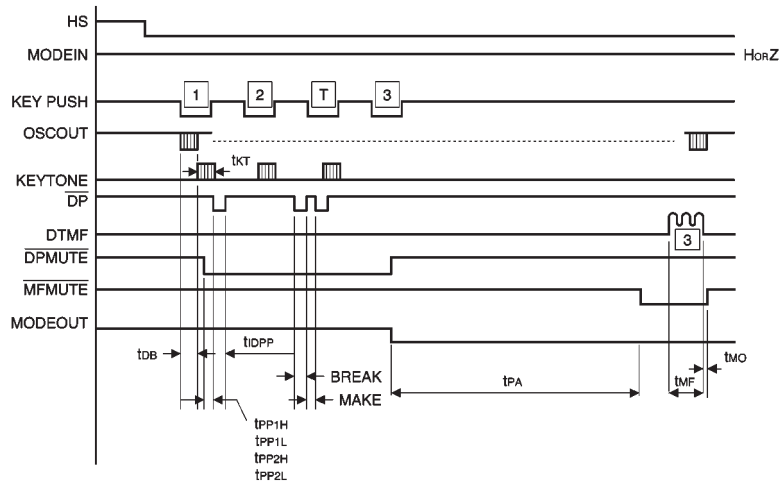 HS
MODEIN
HORZ
KEY PUSH
1
2
T
3
OSCOUT
tKT
KEYTONE
DP
DTMF
3
DPMUTE
MFMUTE
MODEOUT
tDB
tIDPP
BREAK
MAKE
tPA
tMF
tMO
tPP1H
tPP1L
tPP2H
tPP2L